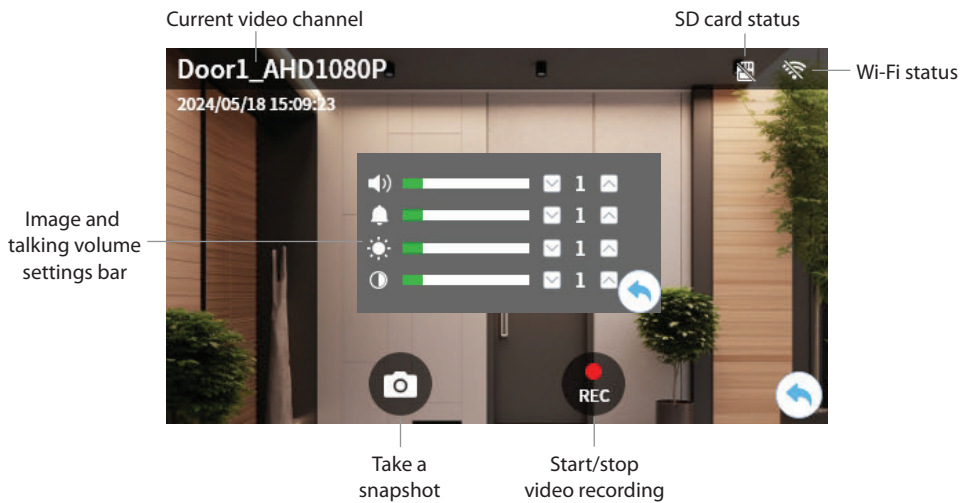 Current video channel
SD card status
Door1_AHD1080P
Wi-Fi status
2024/05/18 15:09:23
1
1
Image and
talking volume
settings bar
1
1
REC
Take a
snapshot
Start/stop
video recording